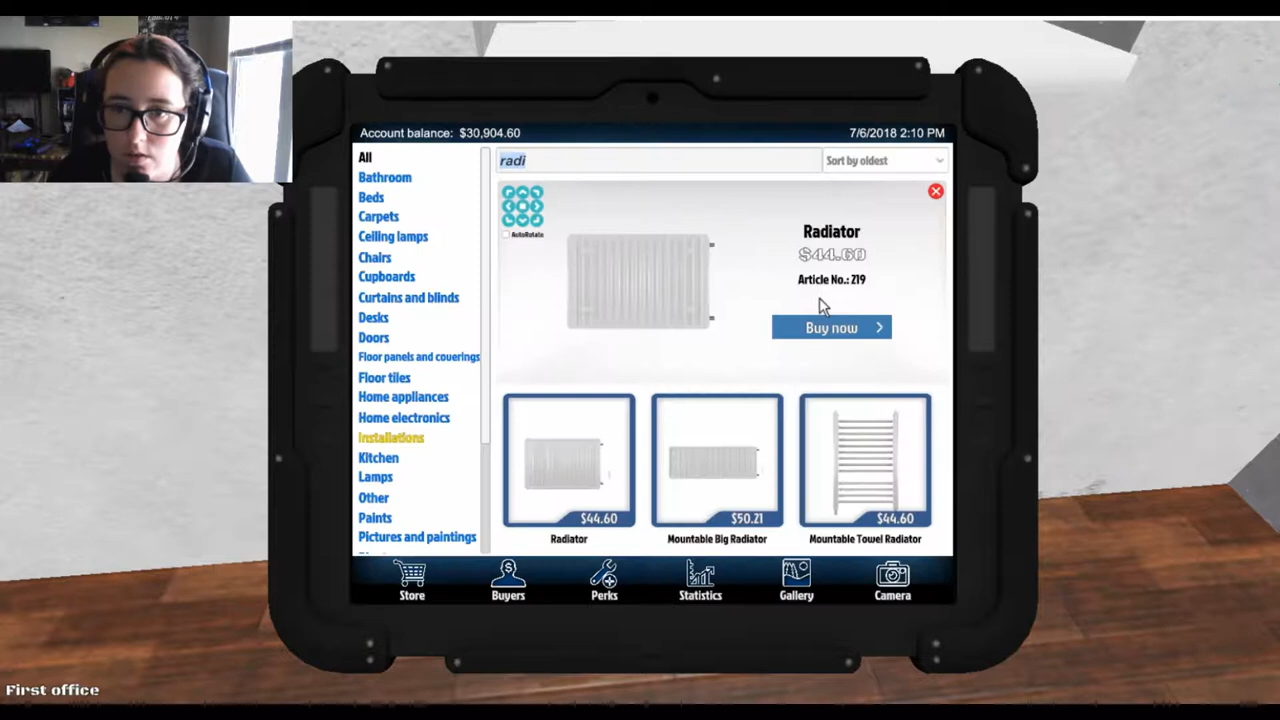 Account balance: $30,904.60
7/6/2018 2:10 PM
All
Bathroom
Beds
Carpets
Ceiling lamps
Chairs
Cupboards
Curtains and blinds
Desks
Doors
Floor panels and coverings
Floor tiles
Home appliances
Home electronics
Installations
Kitchen
Lamps
Other
Paints
Pictures and paintings
radi
Sort by oldest
AutoRotate
Radiator
$44.60
Article No.: 219
Buy now
$44.60
$50.21
$44.60
Radiator
Mountable Big Radiator
Mountable Towel Radiator
Store
Buyers
Perks
Statistics
Gallery
Camera
First office